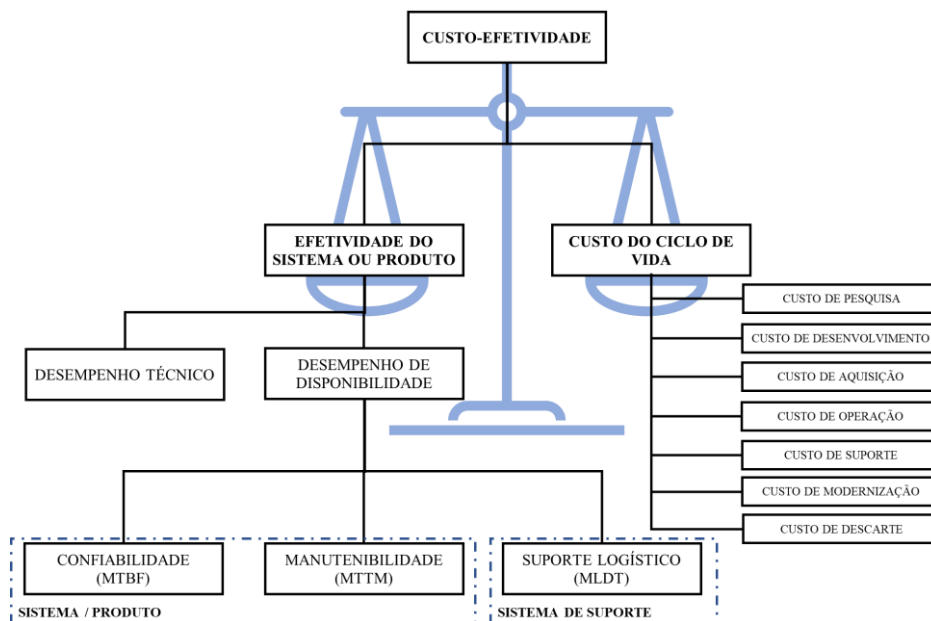 CUSTO-EFETIVIDADE
EFETIVIDADE DO
SISTEMA OU PRODUTO
CUSTO DO CICLO DE
VIDA
CUSTO DE PESQUISA
CUSTO DE DESENVOLVIMENTO
CUSTO DE AQUISIÇÃO
CUSTO DE OPERAÇÃO
CUSTO DE SUPORTE
CUSTO DE MODERNIZAÇÃO
CUSTO DE DESCARTE
DESEMPENHO TÉCNICO
DESEMPENHO DE
DISPONIBILIDADE
CONFIABILIDADE
(MTBF)
MANUTENIBILIDADE
(MTTM)
SUPORTE LOGÍSTICO
(MLDT)
SISTEMA / PRODUTO
SISTEMA DE SUPORTE